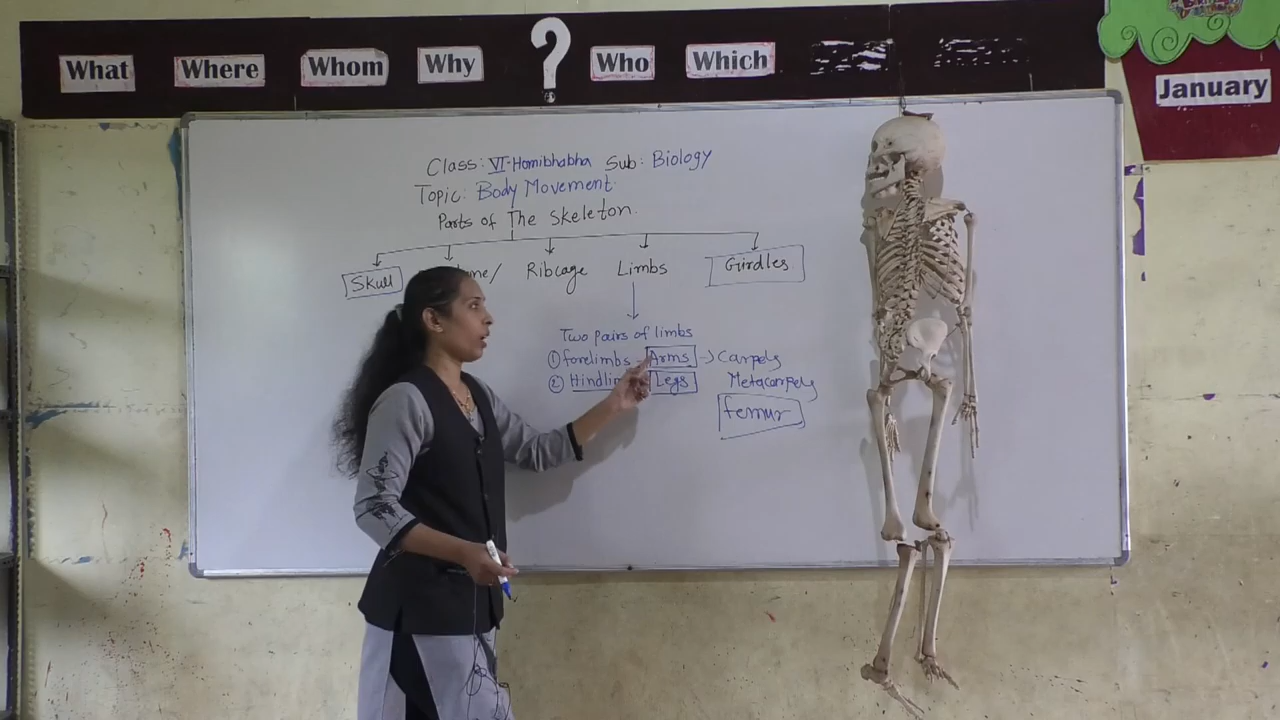 What Where Whom Why ? Who Which
January
Class: VI-Homibhabha Sub: Biology
Topic: Body Movement
Parts of The Skeleton.
Skull Ribcage Limbs Girdles
Two pairs of limbs
① forelimbs - Arms → Carpels
② Legs Metacarpels
femur